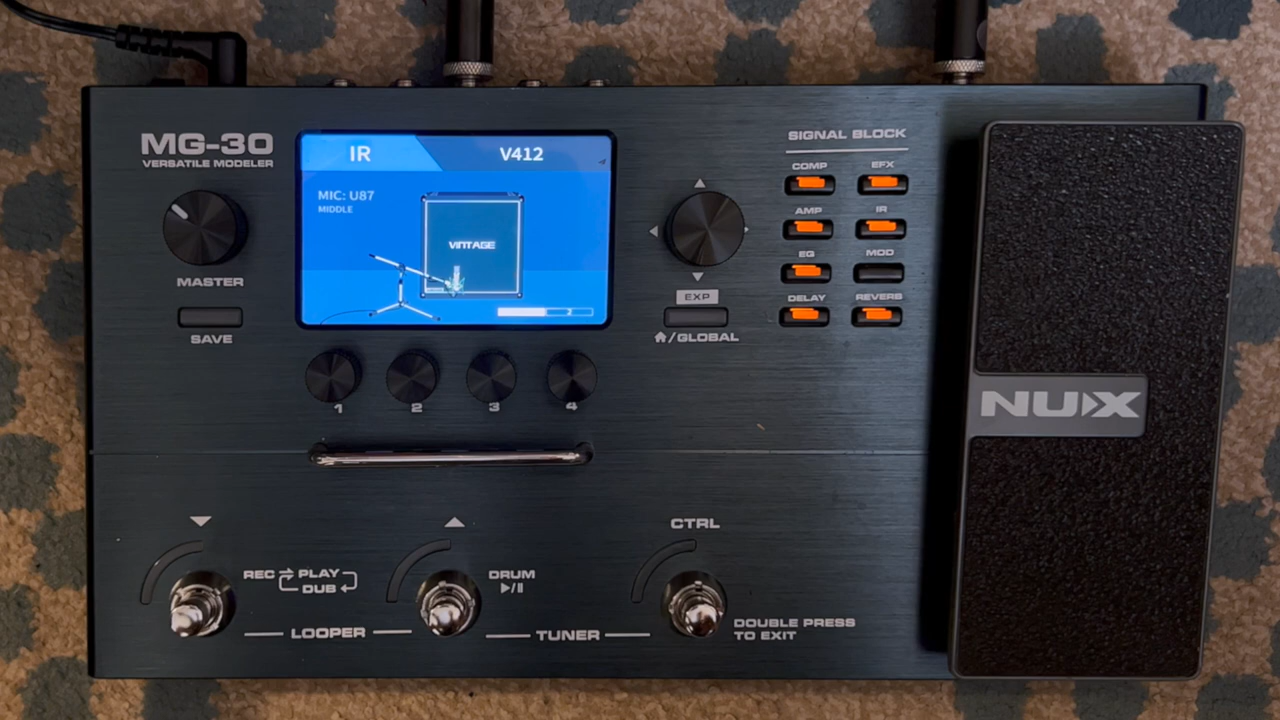 MG-30
VERSATILE MODELER
MASTER
SAVE
IR
V412
MIC: U87
MIDDLE
VINTAGE
2
1
2
3
4
EXP
/GLOBAL
SIGNAL BLOCK
COMP
EFX
AMP
IR
EQ
MOD
DELAY
REVERB
NUX
REC PLAY
DUB
LOOPER
DRUM
TUNER
CTRL
DOUBLE PRESS
TO EXIT